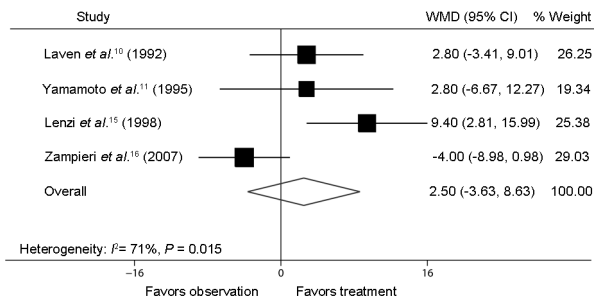 Study WMD (95% CI) % Weight
Laven et al.10 (1992) 2.80 (-3.41, 9.01) 26.25
Yamamoto et al.11 (1995) 2.80 (-6.67, 12.27) 19.34
Lenzi et al.15 (1998) 9.40 (2.81, 15.99) 25.38
Zampieri et al.16 (2007) -4.00 (-8.98, 0.98) 29.03
Overall 2.50 (-3.63, 8.63) 100.00
Heterogeneity: I2= 71%, P = 0.015
−16 0 16
Favors observation Favors treatment